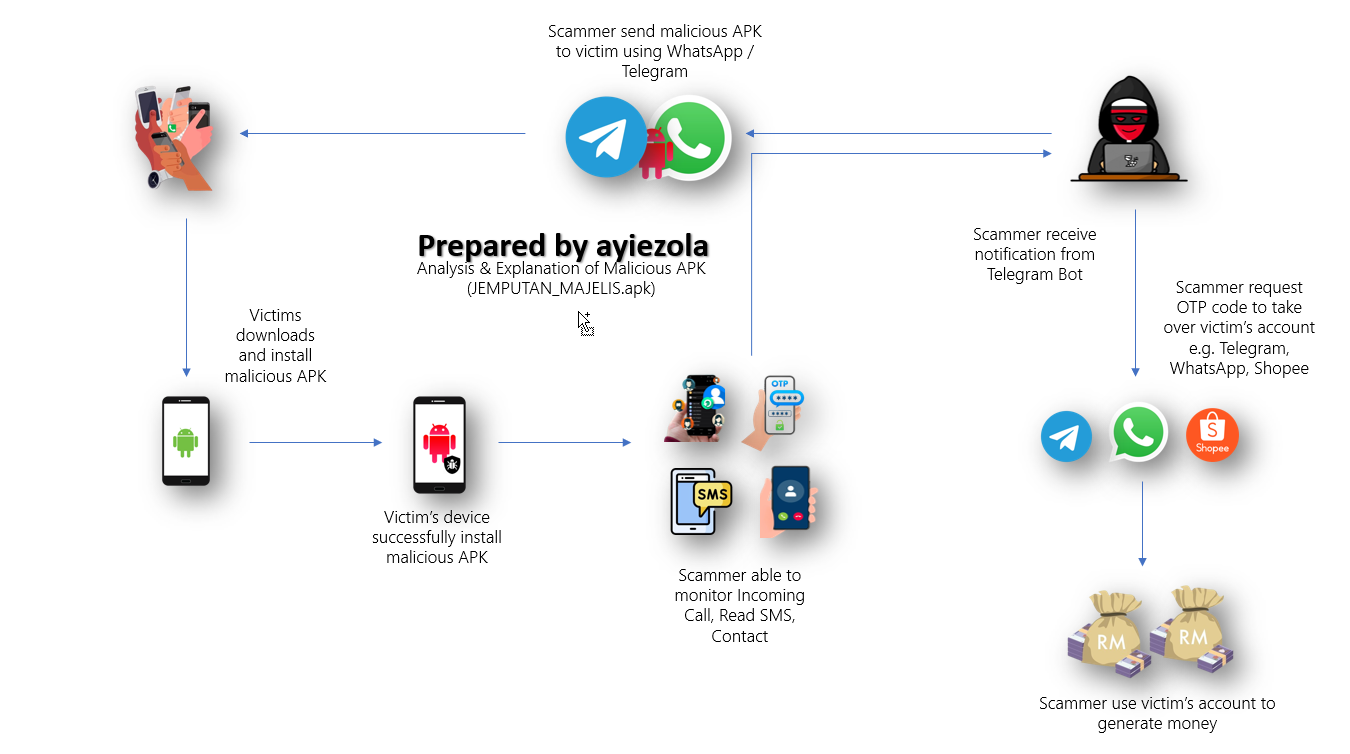 Scammer send malicious APK
to victim using WhatsApp /
Telegram
Prepared by ayiezola
Analysis & Explanation of Malicious APK
(JEMPUTAN_MAJELIS.apk)
Scammer receive
notification from
Telegram Bot
Scammer request
OTP code to take
over victim's account
e.g. Telegram,
WhatsApp, Shopee
Victims
downloads
and install
malicious APK
OTP
SMS
S
Shopee
Victim's device
successfully install
malicious APK
Scammer able to
monitor Incoming
Call, Read SMS,
Contact
RM
RM
Scammer use victim's account to
generate money